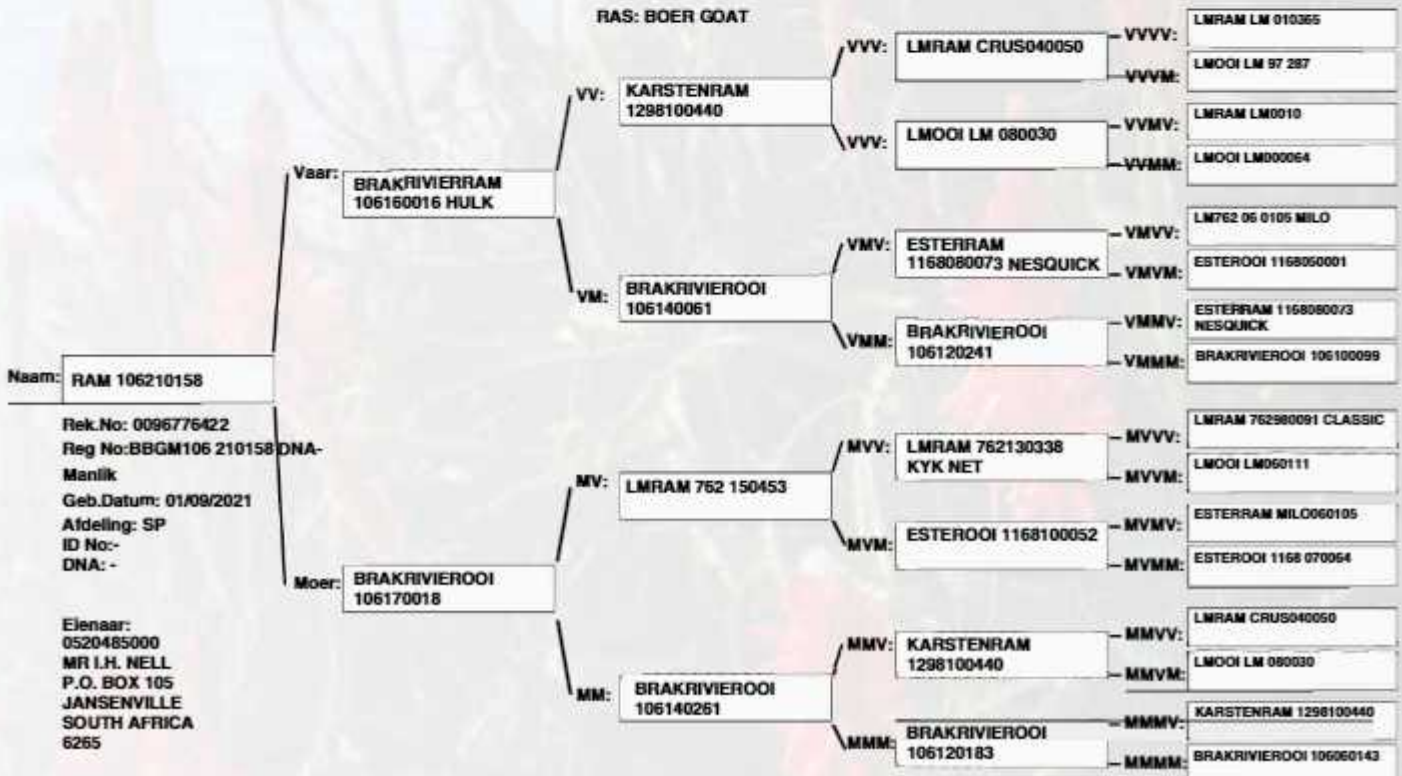 RAS: BOER GOAT
Naam: RAM 106210158
Rek.No: 0096776422
Reg No:BBGM106 210158 DNA-
Manlik
Geb.Datum: 01/09/2021
Afdeling: SP
ID No:-
DNA: -
Eienaar:
0520485000
MR I.H. NELL
P.O. BOX 105
JANSENVILLE
SOUTH AFRICA
6265
Vaar: BRAKRIVIERRAM
106160016 HULK
Moer: BRAKRIVIEROOI
106170018
VV: KARSTENRAM
1298100440
VM: BRAKRIVIEROOI
106140061
MV: LMRAM 762 150453
MM: BRAKRIVIEROOI
106140261
VVV: LMRAM CRUS040050
VVV: LMOOI LM 080030
VMV: ESTERRAM
1168080073 NESQUICK
VMM: BRAKRIVIEROOI
106120241
MVV: LMRAM 762130338
KYK NET
MVM: ESTEROOI 1168100052
MMV: KARSTENRAM
1298100440
MMM: BRAKRIVIEROOI
106120183
VVVV: LMRAM LM 010365
VVVM: LMOOI LM 97 287
VVMV: LMRAM LM0010
VVMM: LMOOI LM000064
VMVV: LM762 06 0105 MILO
VMVM: ESTEROOI 1168050001
VMMV: ESTERRAM 1168080073
NESQUICK
VMMM: BRAKRIVIEROOI 106100099
MVVV: LMRAM 762980091 CLASSIC
MVVM: LMOOI LM060111
MVMV: ESTERRAM MILO060105
MVMM: ESTEROOI 1168 070064
MMVV: LMRAM CRUS040050
MMVM: LMOOI LM 080030
MMMV: KARSTENRAM 1298100440
MMMM: BRAKRIVIEROOI 106060143